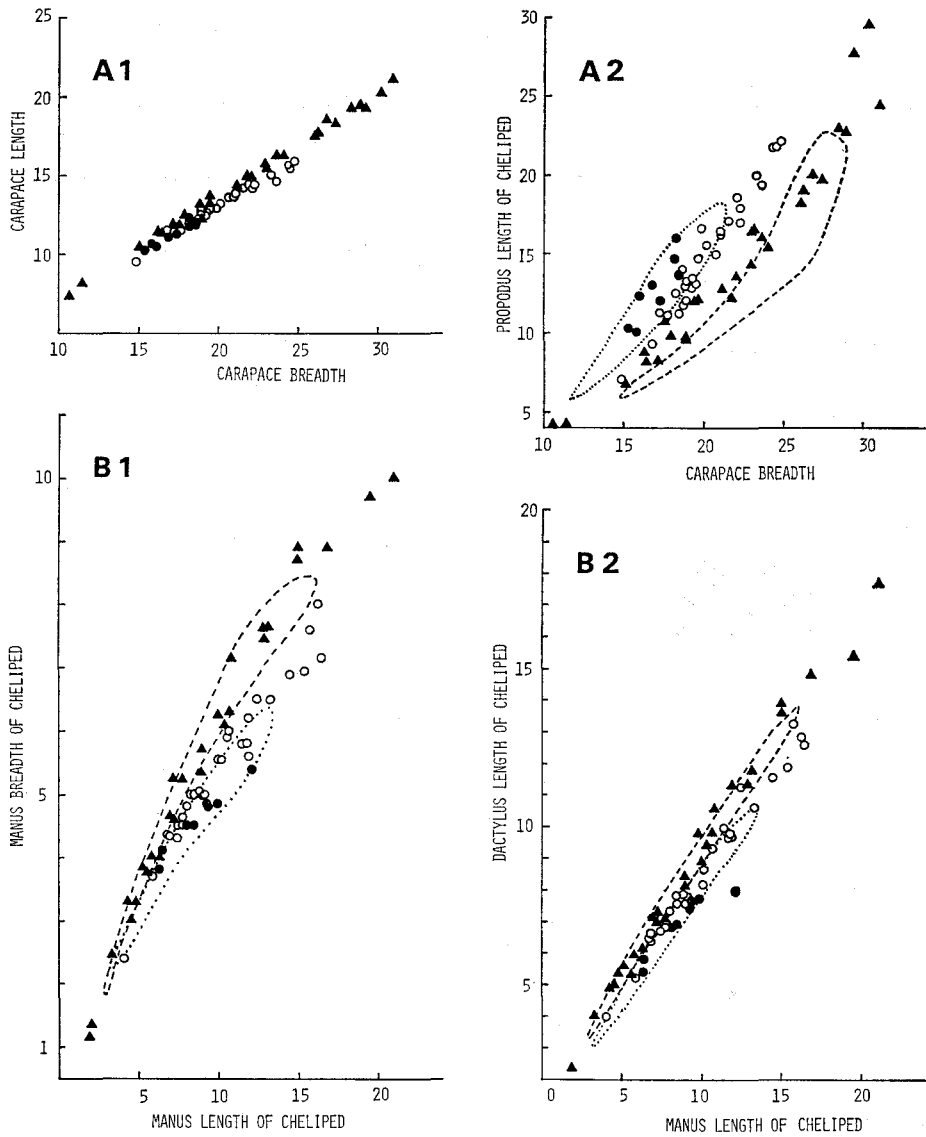 A1
25
20
15
10
CARAPACE LENGTH
10 15 20 25 30
CARAPACE BREADTH
A2
30
25
20
15
10
5
PROPODUS LENGTH OF CHELIPED
10 15 20 25 30
CARAPACE BREADTH
B1
10
5
1
MANUS BREADTH OF CHELIPED
5 10 15 20
MANUS LENGTH OF CHELIPED
B2
20
15
10
5
DACTYLUS LENGTH OF CHELIPED
0 5 10 15 20
MANUS LENGTH OF CHELIPED